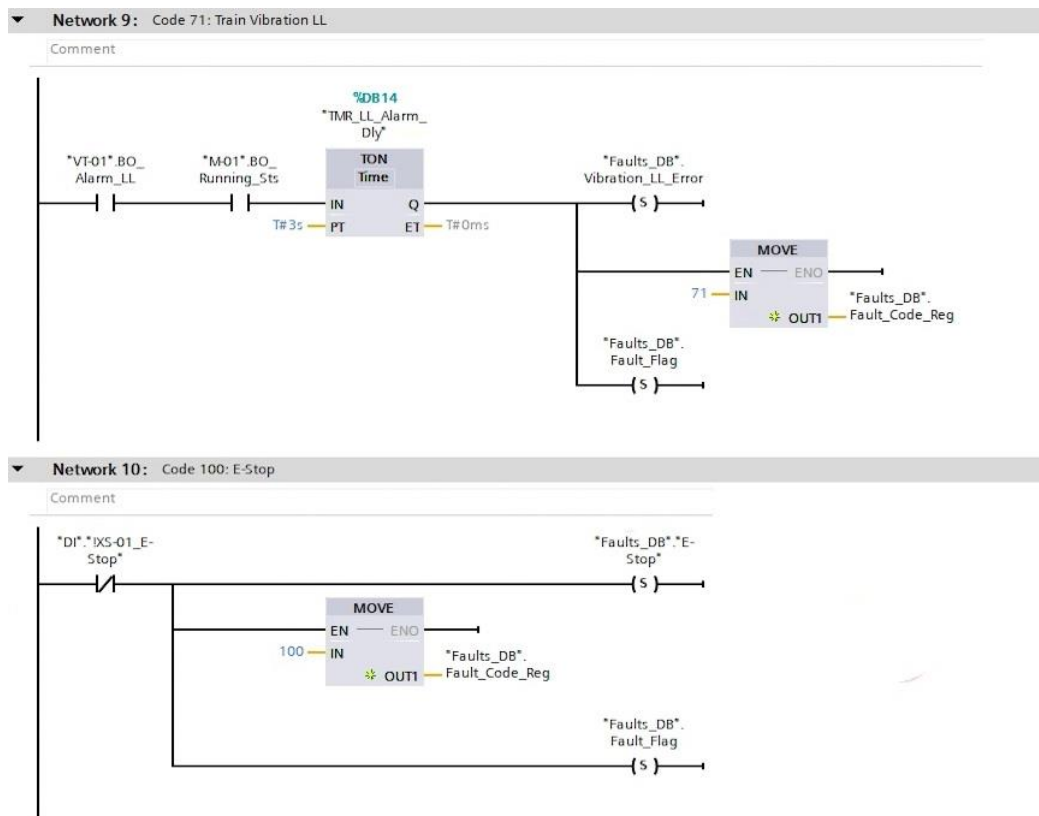 Network 9: Code 71: Train Vibration LL
Comment
%DB14
"TMR_LL_Alarm_
Dly"
"VT-01".BO_
Alarm_LL
"M-01".BO_
Running_Sts
TON
Time
"Faults_DB".
Vibration_LL_Error
IN Q
( S )
T#3s PT ET T#0ms
MOVE
EN ENO
71 IN
OUT1
"Faults_DB".
Fault_Code_Reg
"Faults_DB".
Fault_Flag
( S )
Network 10: Code 100: E-Stop
Comment
"DI"."!XS-01_E-
Stop"
"Faults_DB"."E-
Stop"
( S )
MOVE
EN ENO
100 IN
OUT1
"Faults_DB".
Fault_Code_Reg
"Faults_DB".
Fault_Flag
( S )